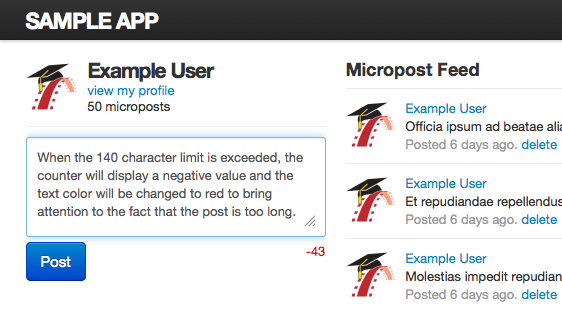 SAMPLE APP
Example User
view my profile
50 microposts
When the 140 character limit is exceeded, the
counter will display a negative value and the
text color will be changed to red to bring
attention to the fact that the post is too long.
-43
Post
Micropost Feed
Example User
Officia ipsum ad beatae
Posted 6 days ago. delete
Example User
Et repudiandae repellendus
Posted 6 days ago. delete
Example User
Molestias impedit
Posted 6 days ago. delete